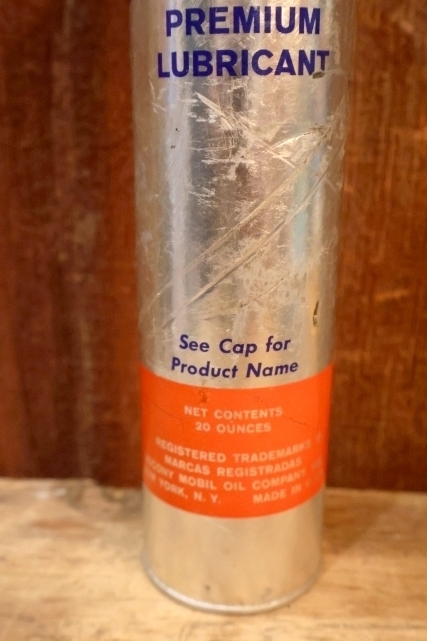 PREMIUM
LUBRICANT
See Cap for
Product Name
NET CONTENTS
20 OUNCES
REGISTERED TRADEMARKS
MARCAS REGISTRADAS
MOBIL OIL COMPANY
YORK, N. Y. MADE IN